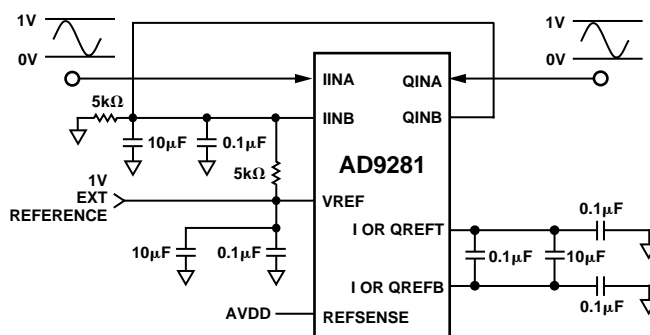 1V
0V
1V
0V
IINA
QINA
5kΩ
IINB
QINB
10μF
0.1μF
AD9281
5kΩ
1V
EXT
REFERENCE
VREF
0.1μF
I OR QREFT
10μF
0.1μF
0.1μF
10μF
I OR QREFB
0.1μF
AVDD
REFSENSE